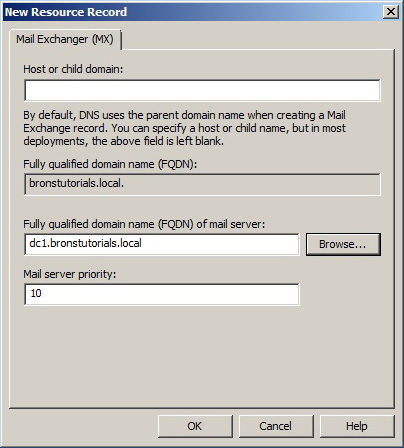 New Resource Record
Mail Exchanger (MX)
Host or child domain:
By default, DNS uses the parent domain name when creating a Mail
Exchange record. You can specify a host or child name, but in most
deployments, the above field is left blank.
Fully qualified domain name (FQDN):
bronstutorials.local.
Fully qualified domain name (FQDN) of mail server:
dc1.bronstutorials.local
Browse...
Mail server priority:
10
OK
Cancel
Help